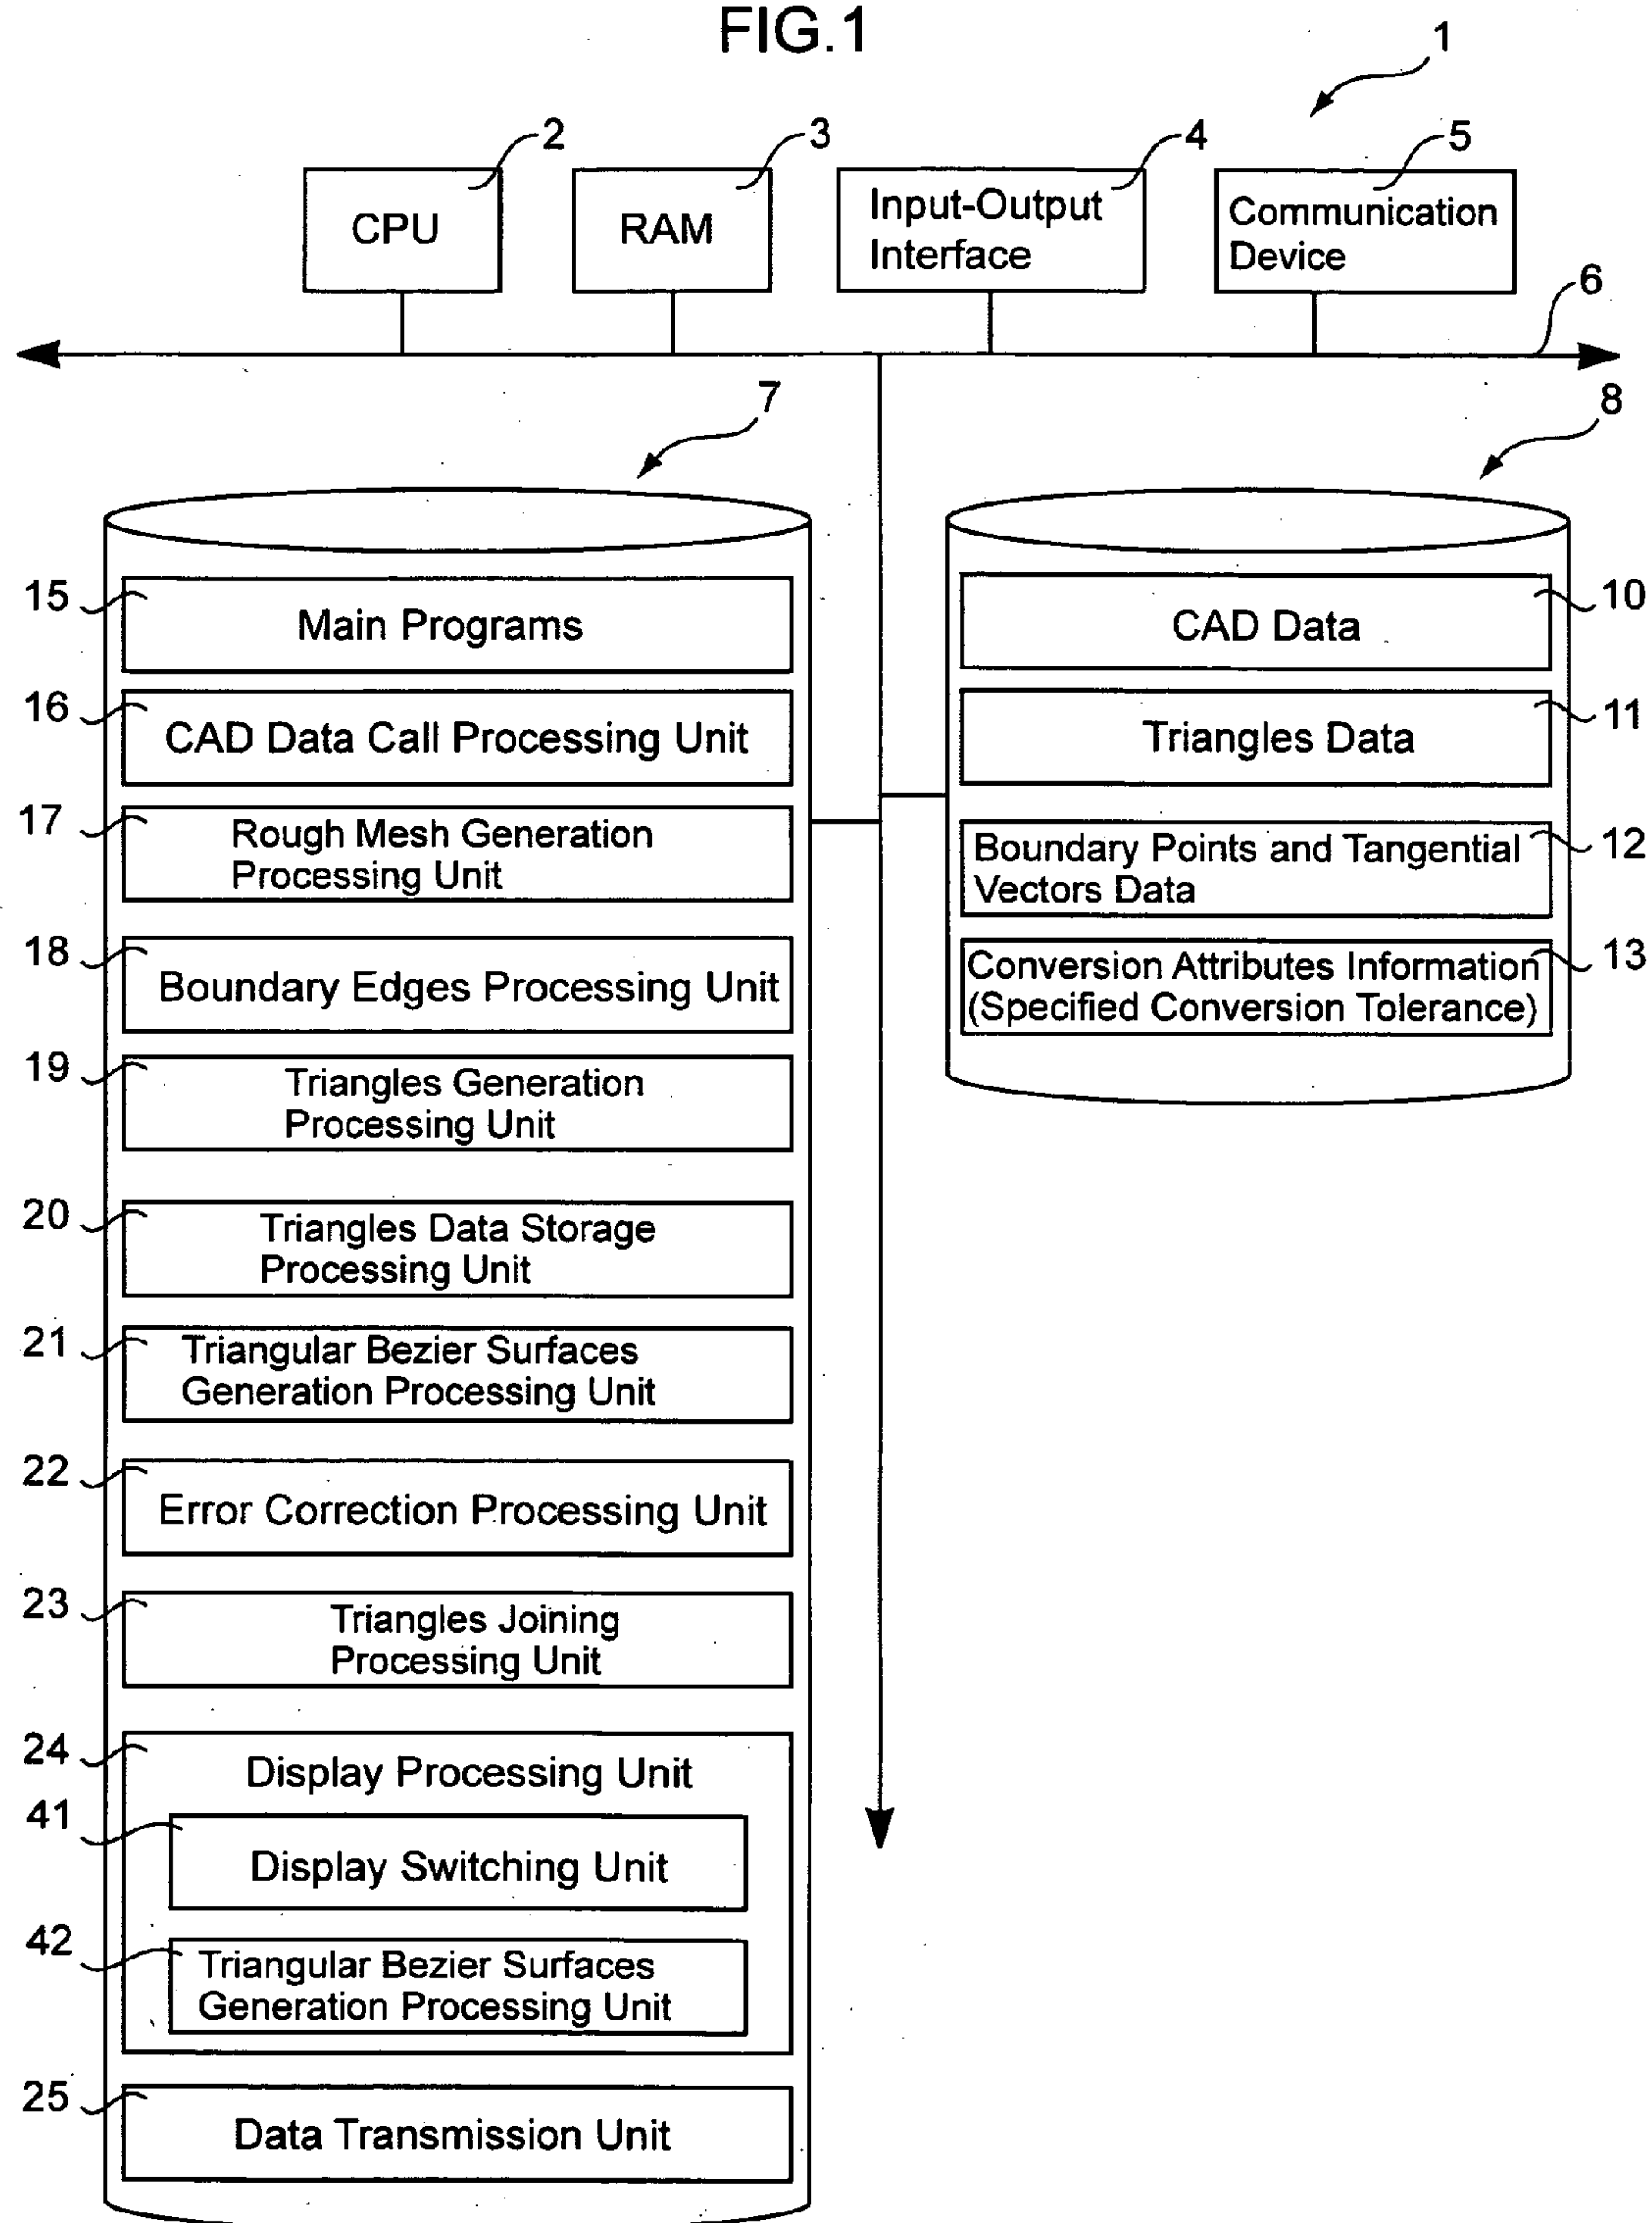 FIG.1
1
2
3
4
5
CPU
RAM
Input-Output
Interface
Communication
Device
6
7
8
15
Main Programs
16
CAD Data Call Processing Unit
17
Rough Mesh Generation
Processing Unit
18
Boundary Edges Processing Unit
19
Triangles Generation
Processing Unit
20
Triangles Data Storage
Processing Unit
21
Triangular Bezier Surfaces
Generation Processing Unit
22
Error Correction Processing Unit
23
Triangles Joining
Processing Unit
24
Display Processing Unit
41
Display Switching Unit
42
Triangular Bezier Surfaces
Generation Processing Unit
25
Data Transmission Unit
10
CAD Data
11
Triangles Data
12
Boundary Points and Tangential
Vectors Data
13
Conversion Attributes Information
(Specified Conversion Tolerance)